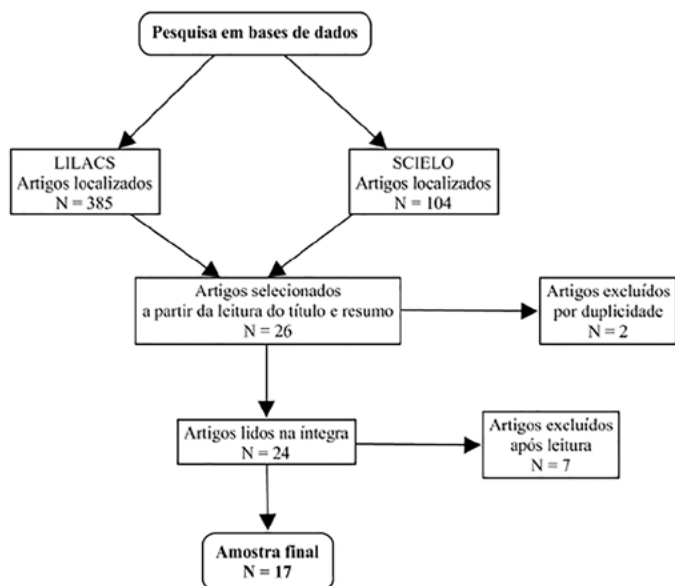 Pesquisa em bases de dados
LILACS
Artigos localizados
N = 385
SCIELO
Artigos localizados
N = 104
Artigos selecionados
a partir da leitura do título e resumo
N = 26
Artigos excluídos
por duplicidade
N = 2
Artigos lidos na íntegra
N = 24
Artigos excluídos
após leitura
N = 7
Amostra final
N = 17